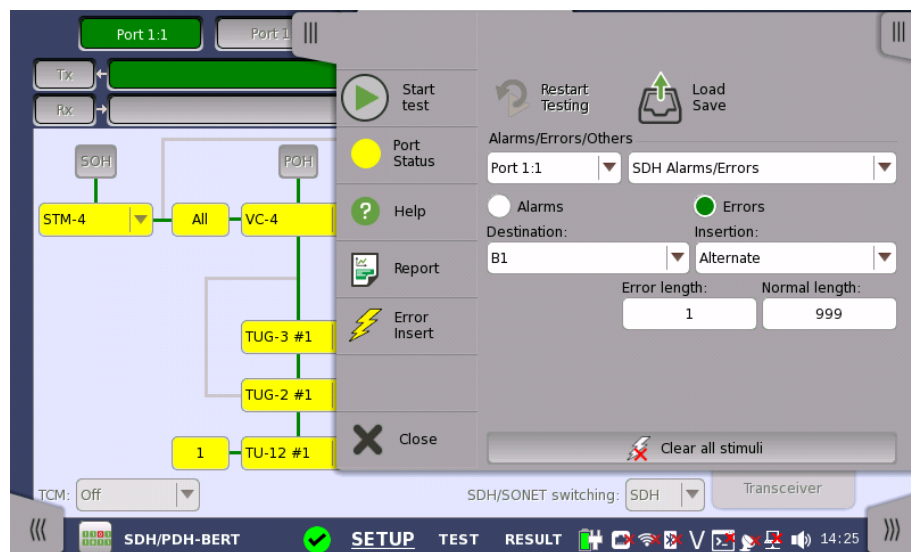 Port 1:1
Port 1
Tx
Rx
SOH
POH
STM-4
All
VC-4
TUG-3 #1
TUG-2 #1
1
TU-12 #1
TCM:
Off
SDH/SONET switching:
SDH
Transceiver
Start
test
Port
Status
Help
Report
Error
Insert
Close
Restart
Testing
Load
Save
Alarms/Errors/Others
Port 1:1
SDH Alarms/Errors
Alarms
Errors
Destination:
Insertion:
B1
Alternate
Error length:
Normal length:
1
999
Clear all stimuli
SDH/PDH-BERT
SETUP
TEST
RESULT
V
14:25